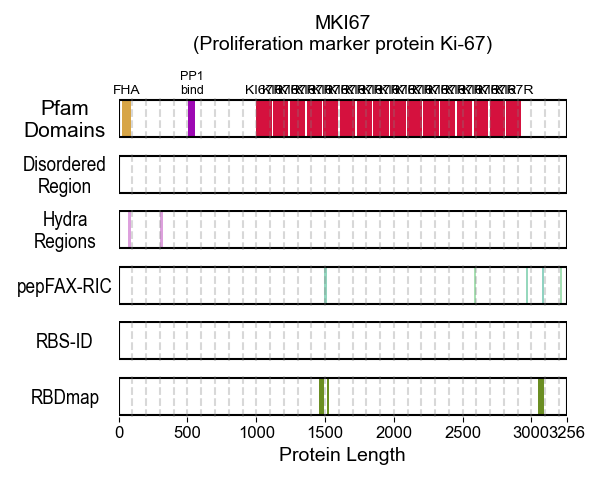 MKI67
(Proliferation marker protein Ki-67)
PP1
FHA
bind
Pfam
Domains
Disordered
Region
Hydra
Regions
pepFAX-RIC
RBS-ID
RBDmap
0 500 1000 1500 2000 2500 3000 3256
Protein Length